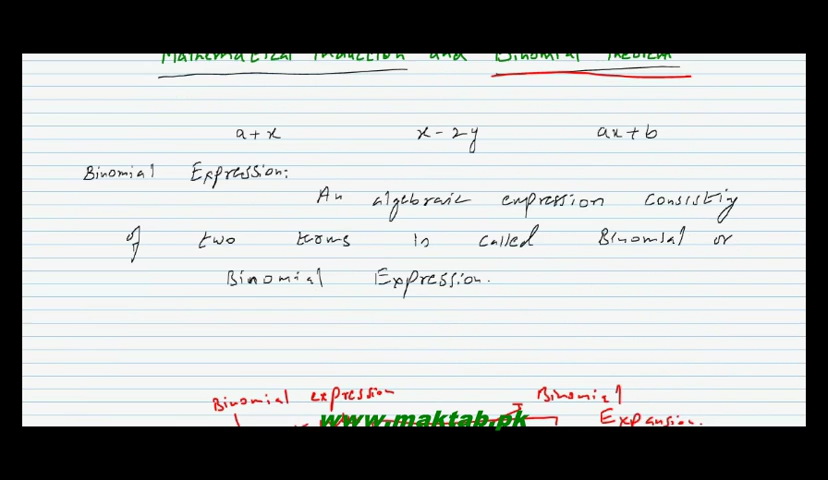 Mathematical Induction and Binomial Theorem
a+x x-2y ax+b
Binomial Expression:
An algebraic expression consisting
of two terms is called Binomial or
Binomial Expression.
Binomial expression Binomial
www.maktab.pk Expansion.